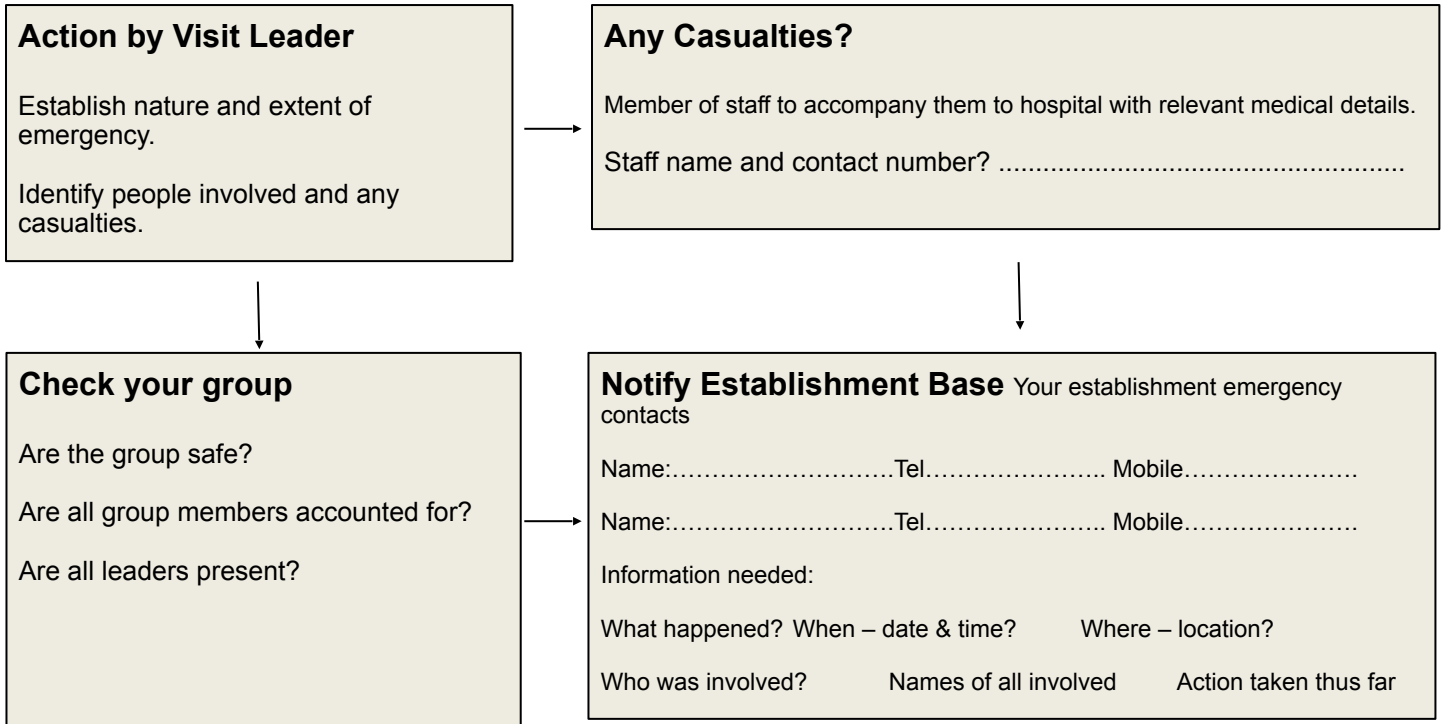 Action by Visit Leader
Establish nature and extent of
emergency.
Identify people involved and any
casualties.
Any Casualties?
Member of staff to accompany them to hospital with relevant medical details.
Staff name and contact number? ......................................................
Check your group
Are the group safe?
Are all group members accounted for?
Are all leaders present?
Notify Establishment Base Your establishment emergency
contacts
Name:……………………….Tel………………….. Mobile…………………
Name:……………………….Tel………………….. Mobile…………………
Information needed:
What happened? When – date & time? Where – location?
Who was involved? Names of all involved Action taken thus far